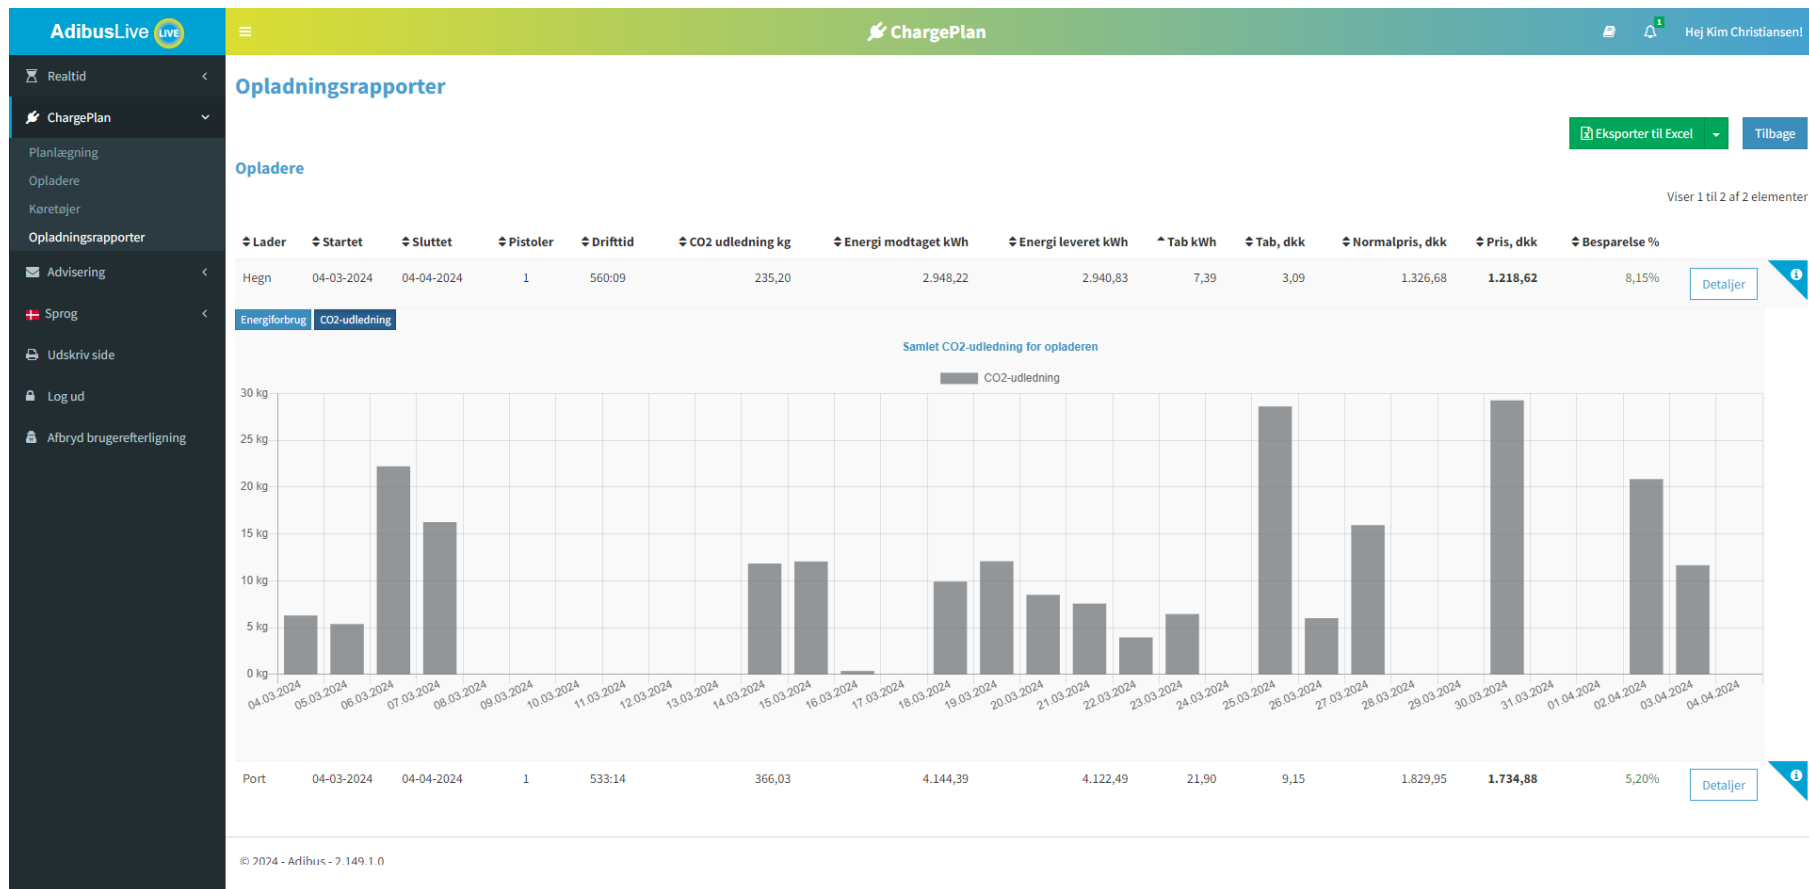 AdibusLive LIVE
ChargePlan
1
Hej Kim Christiansen!
Realtid
ChargePlan
Planlægning
Opladere
Køretøjer
Opladningsrapporter
Advisering
Sprog
Udskriv side
Log ud
Afbryd brugerefterligning
Opladningsrapporter
Eksporter til Excel
Tilbage
Opladere
Viser 1 til 2 af 2 elementer
Lader Startet Sluttet Pistoler Drifttid CO2 udledning kg Energi modtaget kWh Energi leveret kWh Tab kWh Tab, dkk Normalpris, dkk Pris, dkk Besparelse %
Hegn 04-03-2024 04-04-2024 1 560:09 235,20 2.948,22 2.940,83 7,39 3,09 1.326,68 1.218,62 8,15% Detaljer
Energiforbrug CO2-udledning
Samlet CO2-udledning for opladeren
CO2-udledning
30 kg
25 kg
20 kg
15 kg
10 kg
5 kg
0 kg
04.03.2024 05.03.2024 06.03.2024 07.03.2024 08.03.2024 09.03.2024 10.03.2024 11.03.2024 12.03.2024 13.03.2024 14.03.2024 15.03.2024 16.03.2024 17.03.2024 18.03.2024 19.03.2024 20.03.2024 21.03.2024 22.03.2024 23.03.2024 24.03.2024 25.03.2024 26.03.2024 27.03.2024 28.03.2024 29.03.2024 30.03.2024 31.03.2024 01.04.2024 02.04.2024 03.04.2024 04.04.2024
Port 04-03-2024 04-04-2024 1 533:14 366,03 4.144,39 4.122,49 21,90 9,15 1.829,95 1.734,88 5,20% Detaljer
© 2024 - Adibus - 2.149.1.0